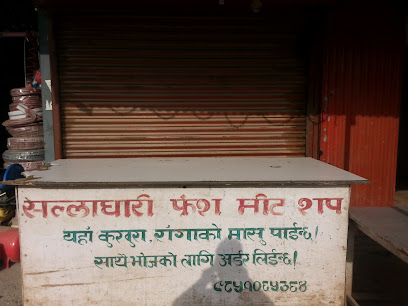 सल्लाघारी फ्रेश मीट शप
यहाँ कुखुरा, रांगाको मासु पाईन्छ।
साथै भोजको लागि अर्डर लिईन्छ।